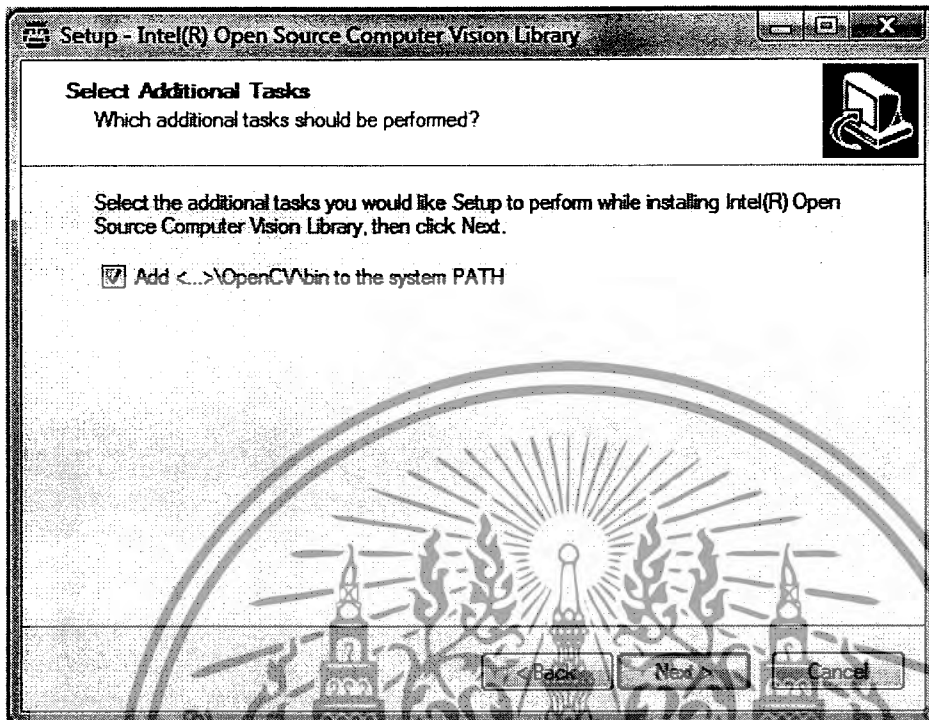 Setup - Intel(R) Open Source Computer Vision Library
Select Additional Tasks
Which additional tasks should be performed?
Select the additional tasks you would like Setup to perform while installing Intel(R) Open
Source Computer Vision Library, then click Next.
Add <...>\OpenCV\bin to the system PATH
< Back
Next >
Cancel